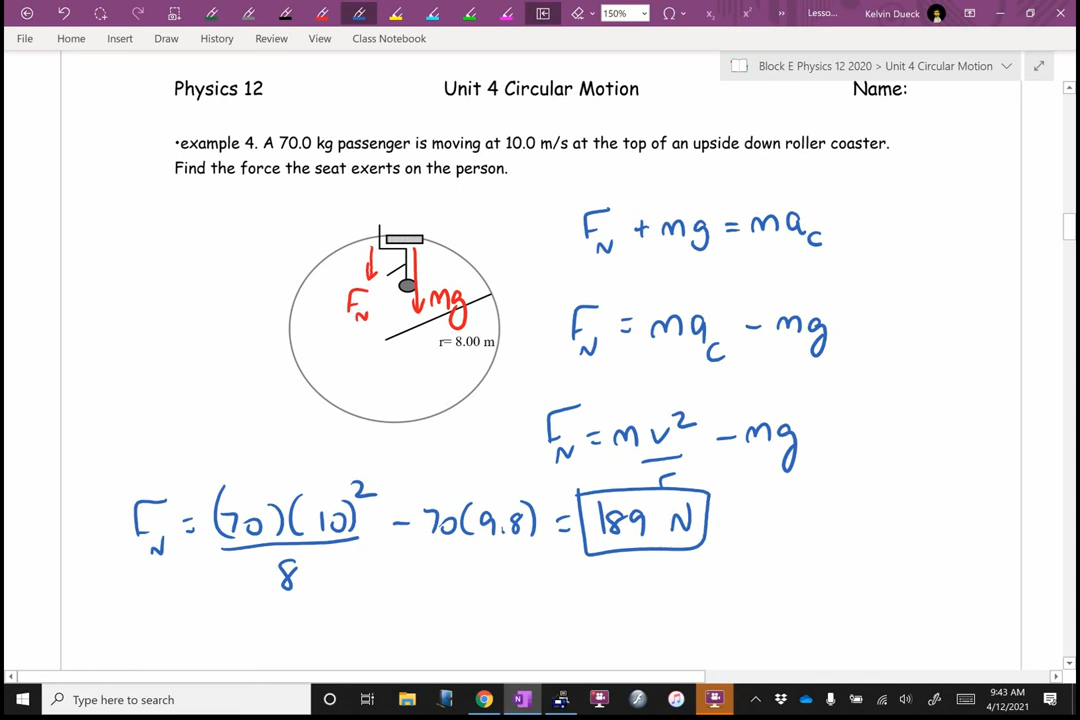 150%
Lesso...
Kelvin Dueck
File Home Insert Draw History Review View Class Notebook
Block E Physics 12 2020 > Unit 4 Circular Motion
Physics 12 Unit 4 Circular Motion Name:
•example 4. A 70.0 kg passenger is moving at 10.0 m/s at the top of an upside down roller coaster.
Find the force the seat exerts on the person.
F_N + mg = ma_c
F_N mg
r= 8.00 m
F_N = ma_c - mg
F_N = m v²/r - mg
F_N = (70)(10)²/8 - 70(9.8) = 189 N
Type here to search
9:43 AM
4/12/2021